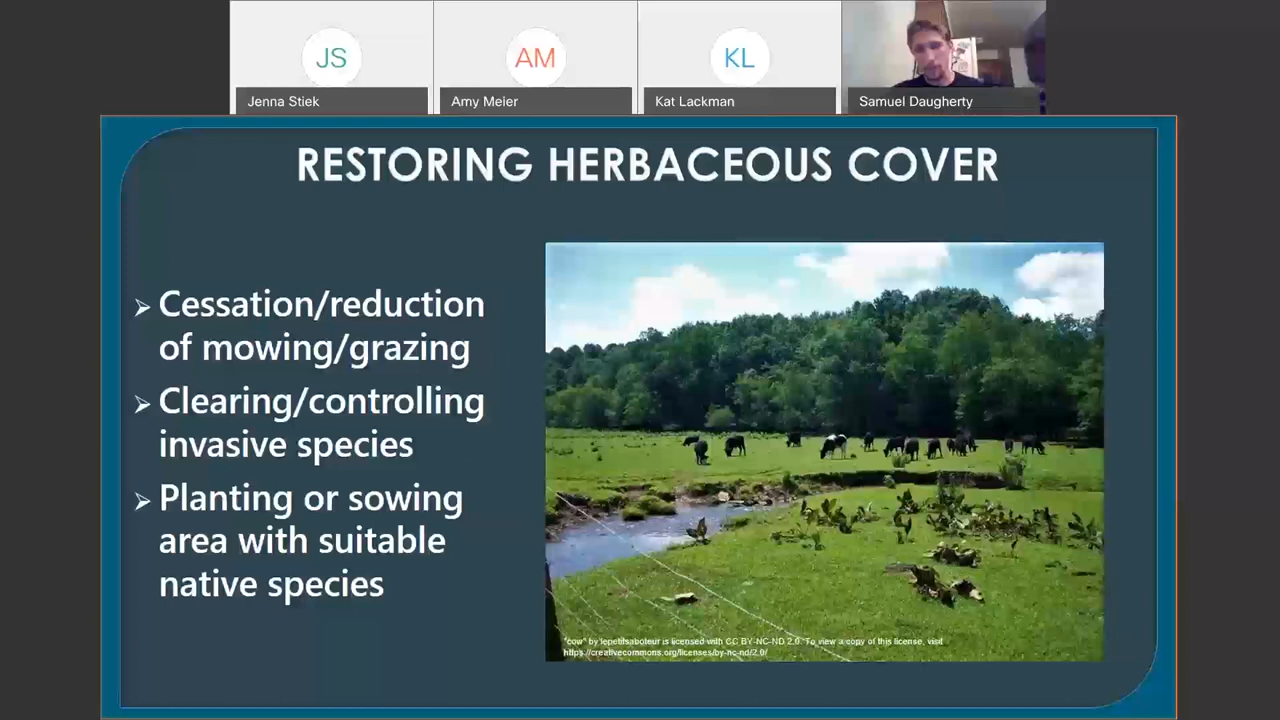 JS
AM
KL
Jenna Stiek
Amy Meier
Kat Lackman
Samuel Daugherty
RESTORING HERBACEOUS COVER
➢ Cessation/reduction
of mowing/grazing
➢ Clearing/controlling
invasive species
➢ Planting or sowing
area with suitable
native species
"cow" by lepetitsaboteur is licensed with CC BY-NC-ND 2.0. To view a copy of this license, visit
https://creativecommons.org/licenses/by-nc-nd/2.0/